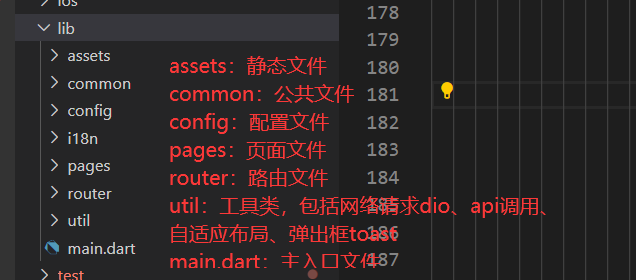 ios
lib
assets
common
config
i18n
pages
router
util
main.dart
test
assets：静态文件
common：公共文件
config：配置文件
pages：页面文件
router：路由文件
util：工具类，包括网络请求dio、api调用、
自适应布局、弹出框toast
main.dart：主入口文件
178
179
180
181
182
183
184
185
186
187